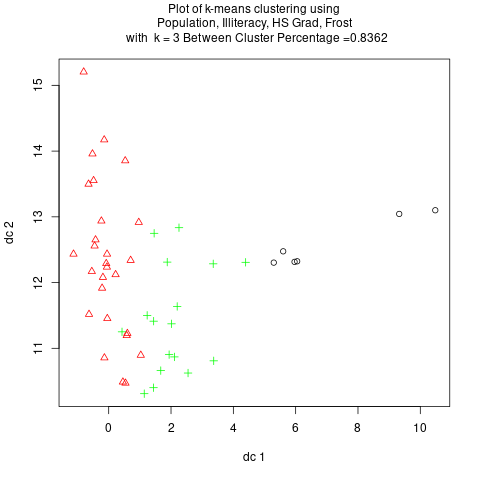 Plot of k-means clustering using
Population, Illiteracy, HS Grad, Frost
with k = 3 Between Cluster Percentage =0.8362
15
14
13
12
11
dc 2
0 2 4 6 8 10
dc 1